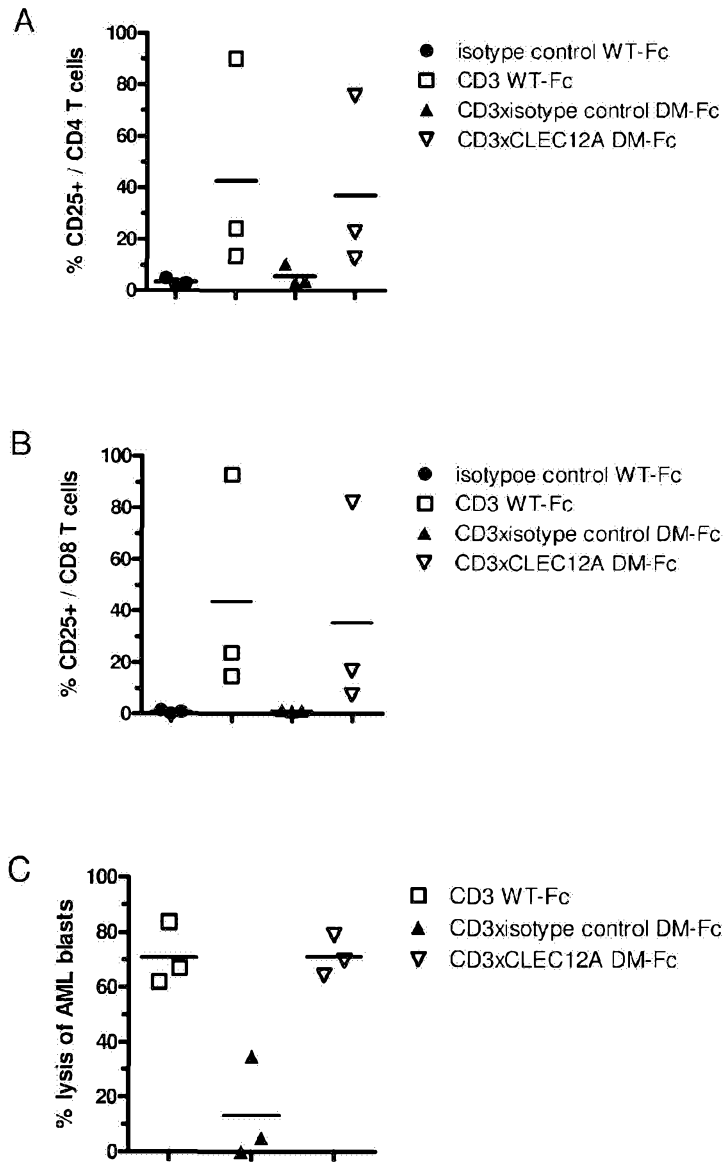 A
100
80
60
40
20
0
% CD25+ / CD4 T cells
isotype control WT-Fc
CD3 WT-Fc
CD3xisotype control DM-Fc
CD3xCLEC12A DM-Fc
B
100
80
60
40
20
0
% CD25+ / CD8 T cells
isotypoe control WT-Fc
CD3 WT-Fc
CD3xisotype control DM-Fc
CD3xCLEC12A DM-Fc
C
100
80
60
40
20
0
% lysis of AML blasts
CD3 WT-Fc
CD3xisotype control DM-Fc
CD3xCLEC12A DM-Fc